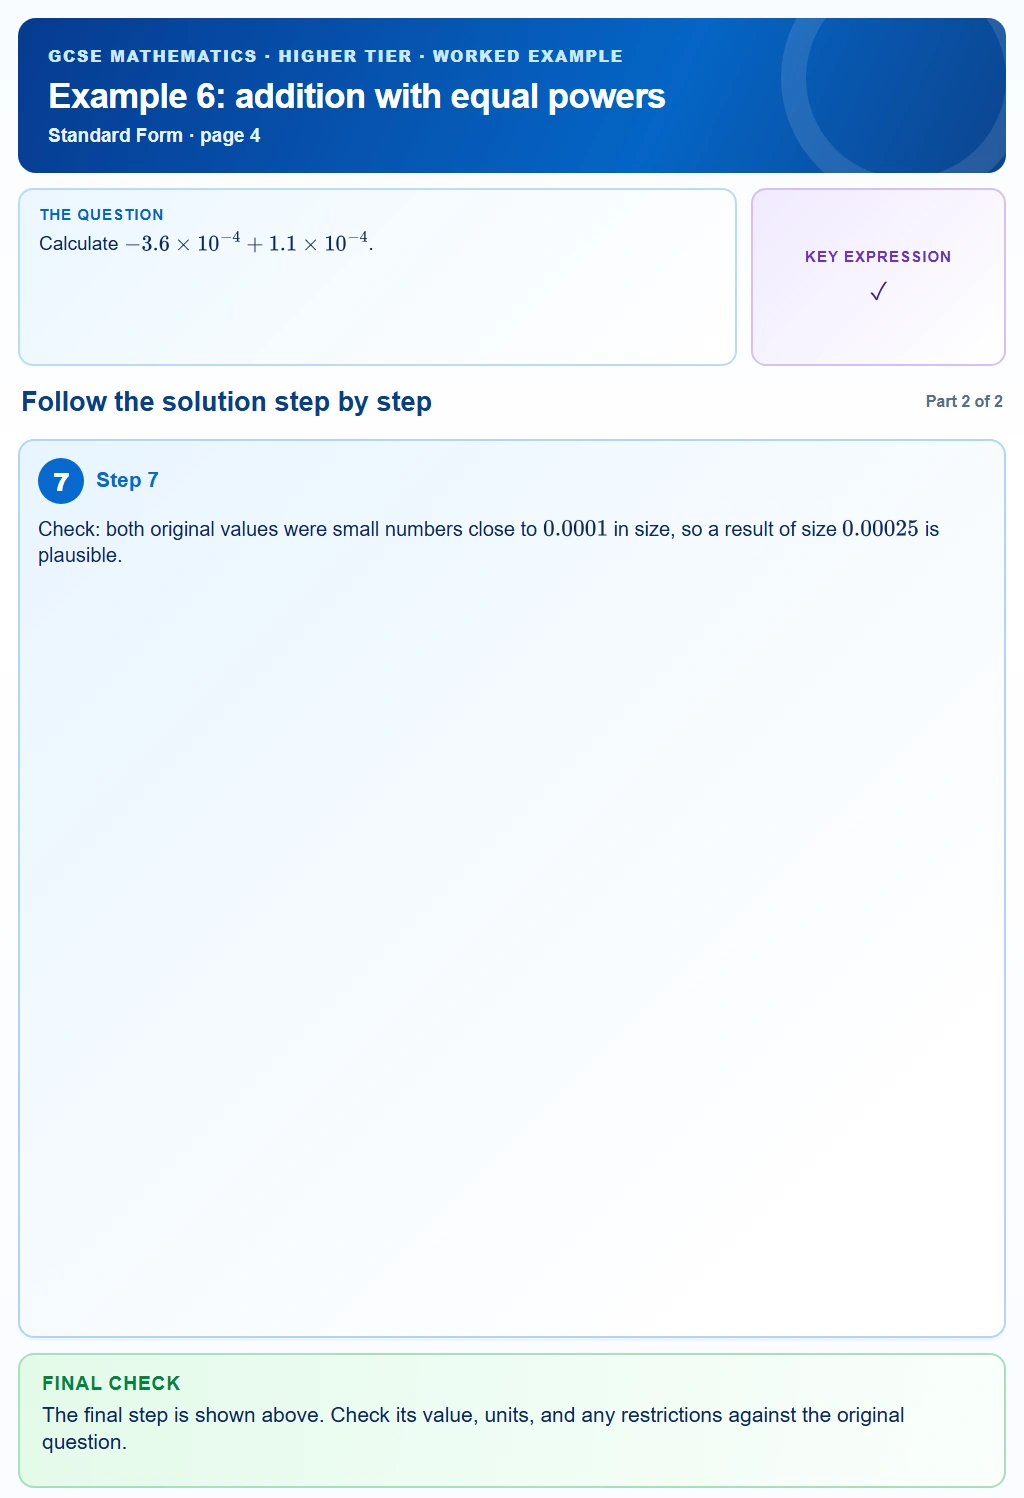 GCSE MATHEMATICS · HIGHER TIER · WORKED EXAMPLE
Example 6: addition with equal powers
Standard Form · page 4
THE QUESTION
Calculate −3.6 × 10⁻⁴ + 1.1 × 10⁻⁴.
KEY EXPRESSION
✓
Follow the solution step by step
Part 2 of 2
7 Step 7
Check: both original values were small numbers close to 0.0001 in size, so a result of size 0.00025 is
plausible.
FINAL CHECK
The final step is shown above. Check its value, units, and any restrictions against the original
question.